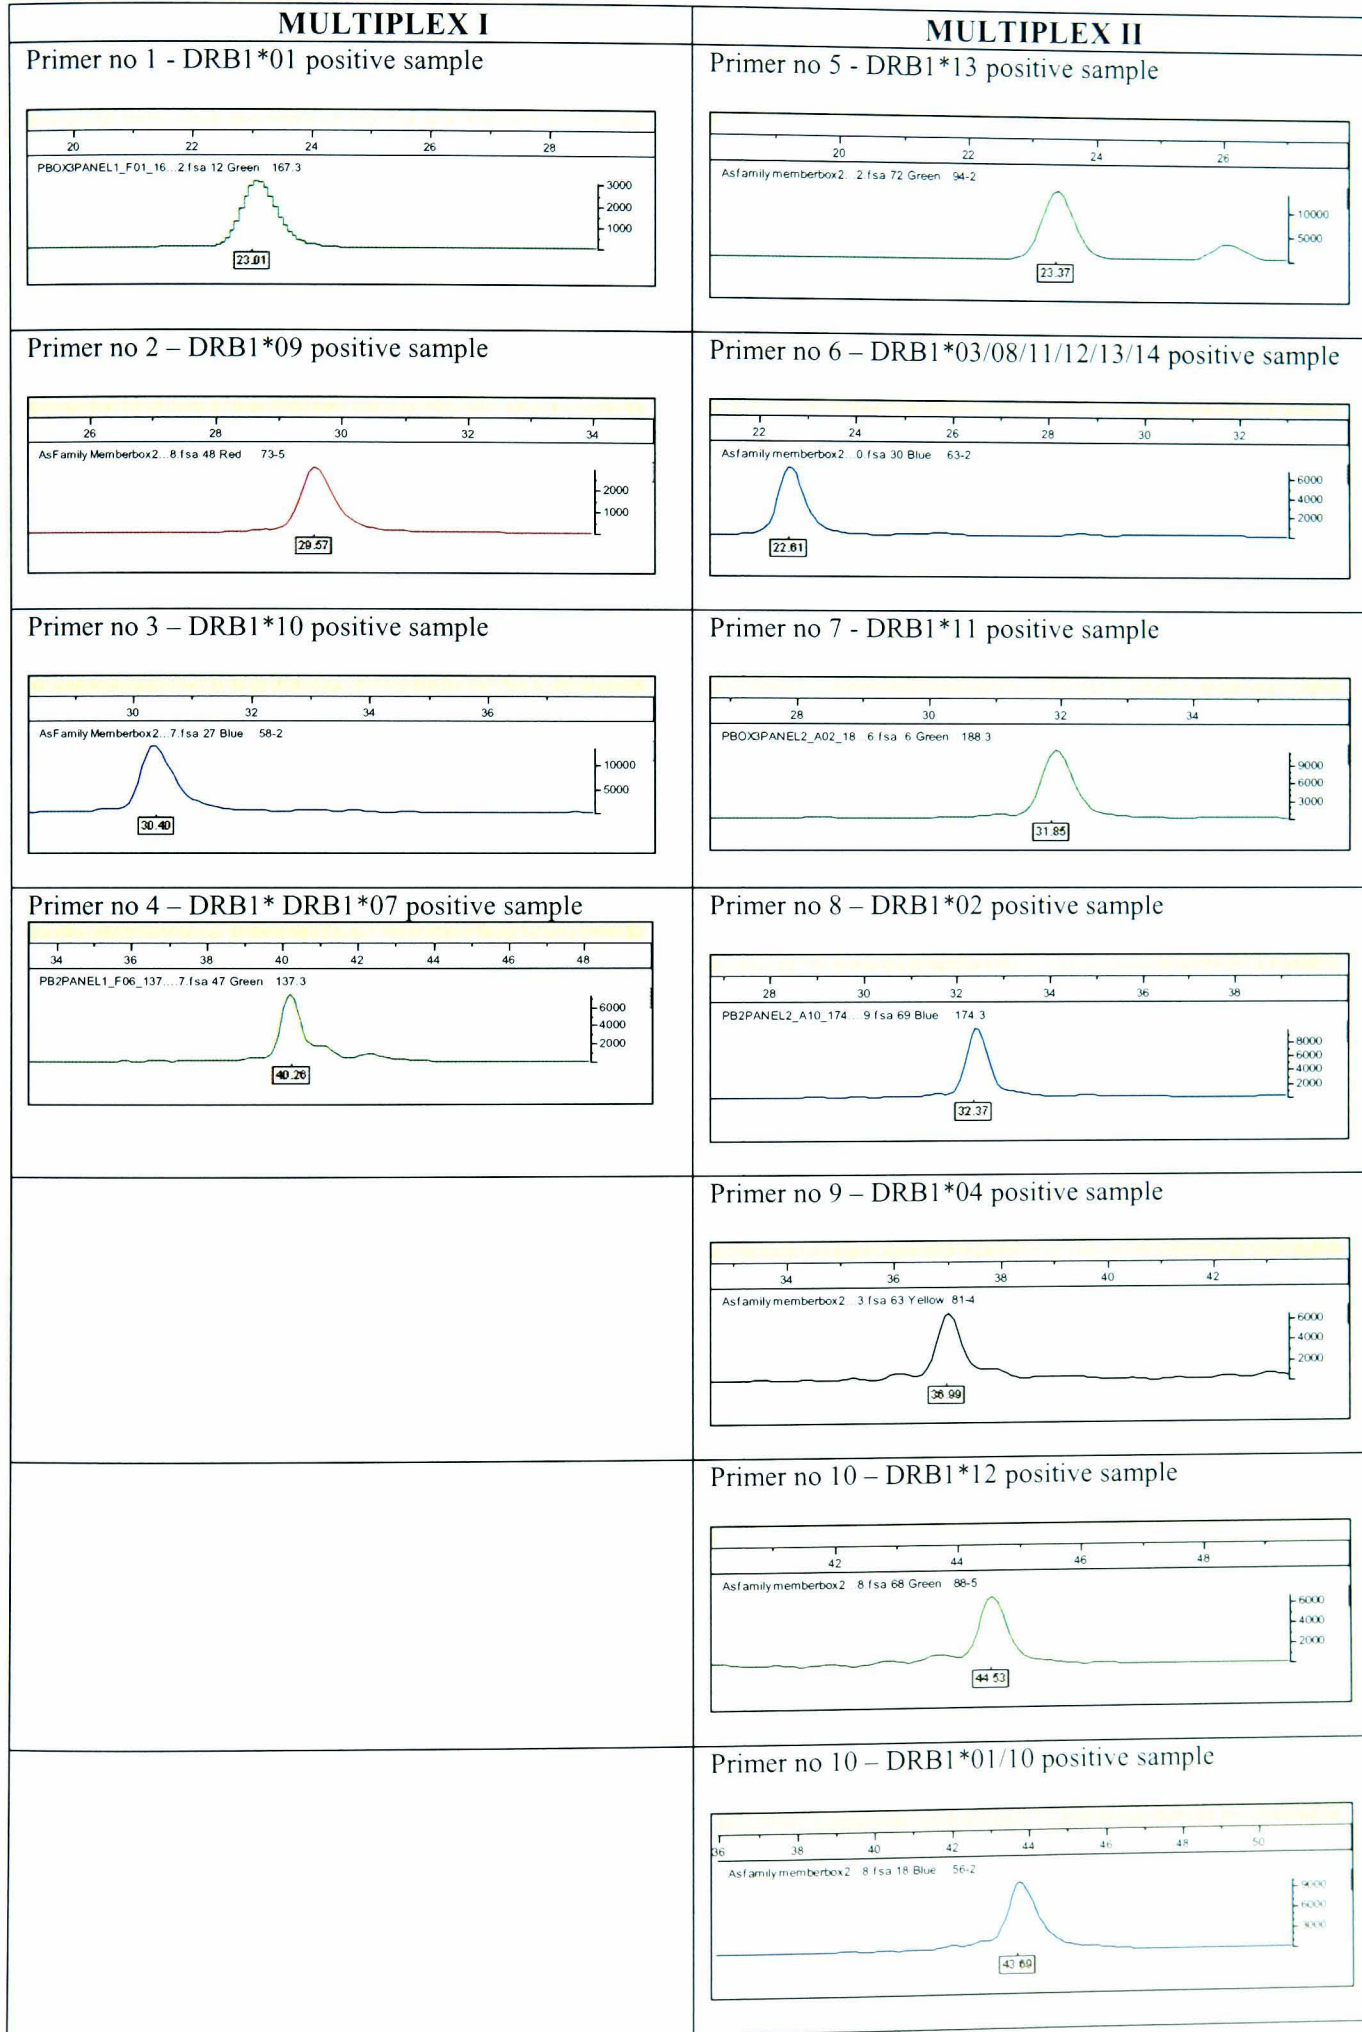 MULTIPLEX I
Primer no 1 - DRB1*01 positive sample
20 22 24 26 28
PBOX3PANEL1_F01_16...2.fsa 12 Green 167.3
3000
2000
1000
23.01
Primer no 2 – DRB1*09 positive sample
26 28 30 32 34
AsFamily Memberbox2...8.fsa 48 Red 73-5
2000
1000
29.57
Primer no 3 – DRB1*10 positive sample
30 32 34 36
AsFamily Memberbox2...7.fsa 27 Blue 58-2
10000
5000
30.40
Primer no 4 – DRB1* DRB1*07 positive sample
34 36 38 40 42 44 46 48
PB2PANEL1_F06_137....7.fsa 47 Green 137.3
6000
4000
2000
40.26
MULTIPLEX II
Primer no 5 - DRB1*13 positive sample
20 22 24 26
Asfamily memberbox2...2.fsa 72 Green 94-2
10000
5000
23.37
Primer no 6 – DRB1*03/08/11/12/13/14 positive sample
22 24 26 28 30 32
Asfamily memberbox2...0.fsa 30 Blue 63-2
6000
4000
2000
22.61
Primer no 7 - DRB1*11 positive sample
28 30 32 34
PBOX3PANEL2_A02_18...6.fsa 6 Green 188.3
9000
6000
3000
31.85
Primer no 8 – DRB1*02 positive sample
28 30 32 34 36 38
PB2PANEL2_A10_174....9.fsa 69 Blue 174.3
8000
6000
4000
2000
32.37
Primer no 9 – DRB1*04 positive sample
34 36 38 40 42
Asfamily memberbox2...3.fsa 63 Yellow 81-4
6000
4000
2000
36.99
Primer no 10 – DRB1*12 positive sample
42 44 46 48
Asfamily memberbox2...8.fsa 68 Green 88-5
6000
4000
2000
44.53
Primer no 10 – DRB1*01/10 positive sample
36 38 40 42 44 46 48 50
Asfamily memberbox2...8.fsa 18 Blue 56-2
9000
6000
3000
43.69